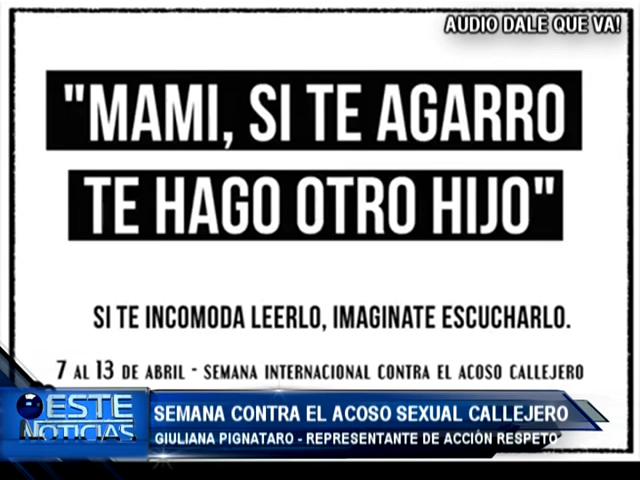 AUDIO DALE QUE VA!
"MAMI, SI TE AGARRO
TE HAGO OTRO HIJO"
SI TE INCOMODA LEERLO, IMAGINATE ESCUCHARLO.
7 AL 13 DE ABRIL - SEMANA INTERNACIONAL CONTRA EL ACOSO CALLEJERO
ESTE
NOTICIAS
SEMANA CONTRA EL ACOSO SEXUAL CALLEJERO
GIULIANA PIGNATARO - REPRESENTANTE DE ACCIÓN RESPETO